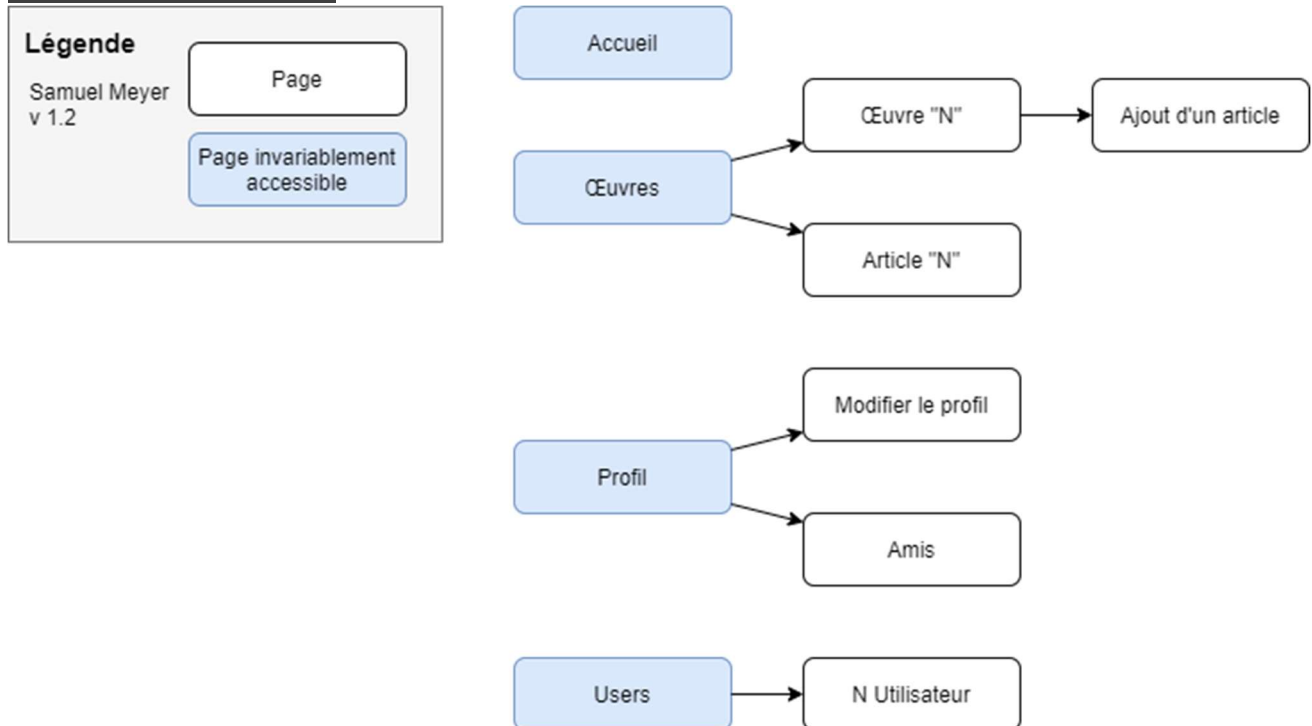 Légende
Samuel Meyer
v 1.2
Page
Page invariablement
accessible
Accueil
Œuvres
Œuvre "N"
Ajout d'un article
Article "N"
Profil
Modifier le profil
Amis
Users
N Utilisateur